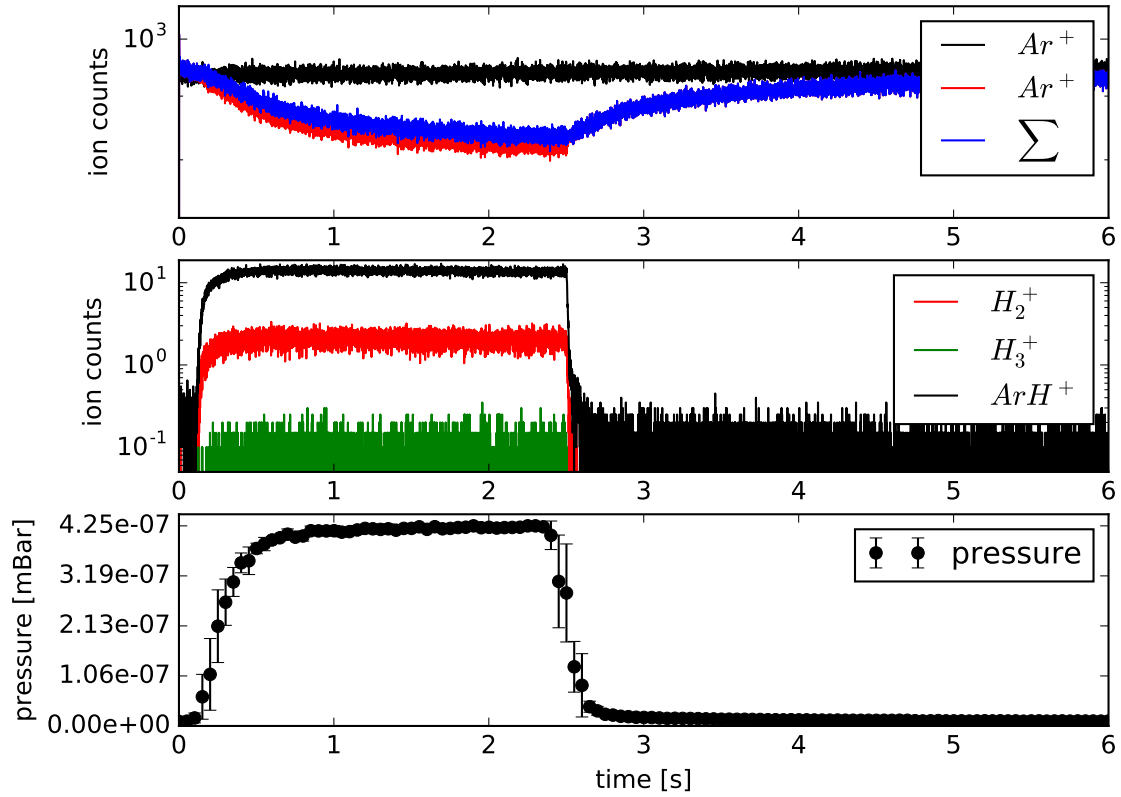 ion counts
10³
Ar⁺
Ar⁺
∑
0 1 2 3 4 5 6
ion counts
10¹
10⁰
10⁻¹
H₂⁺
H₃⁺
ArH⁺
0 1 2 3 4 5 6
pressure [mBar]
4.25e-07
3.19e-07
2.13e-07
1.06e-07
0.00e+00
pressure
0 1 2 3 4 5 6
time [s]